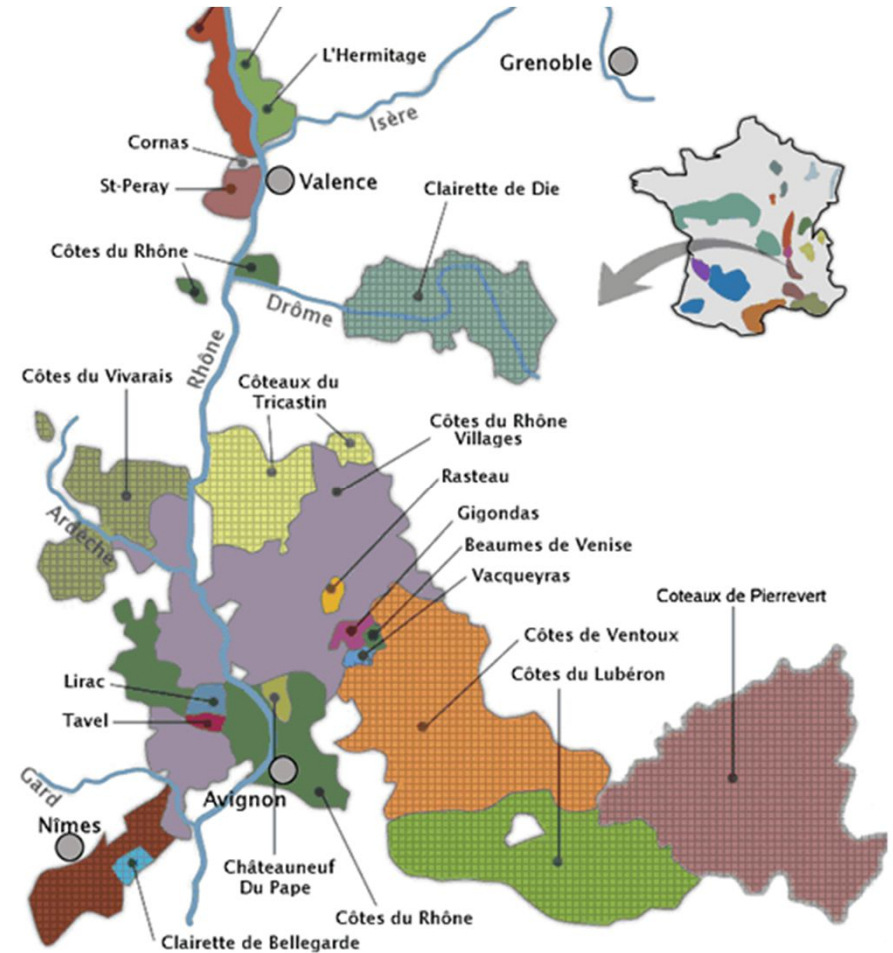 L'Hermitage
Grenoble
Isère
Cornas
Valence
St-Peray
Clairette de Die
Côtes du Rhône
Drôme
Rhône
Côtes du Vivarais
Côteaux du
Tricastin
Côtes du Rhône
Villages
Rasteau
Gigondas
Ardèche
Beaumes de Venise
Vacqueyras
Coteaux de Pierrevert
Côtes de Ventoux
Côtes du Lubéron
Lirac
Tavel
Gard
Avignon
Nîmes
Châteauneuf
Du Pape
Côtes du Rhône
Clairette de Bellegarde